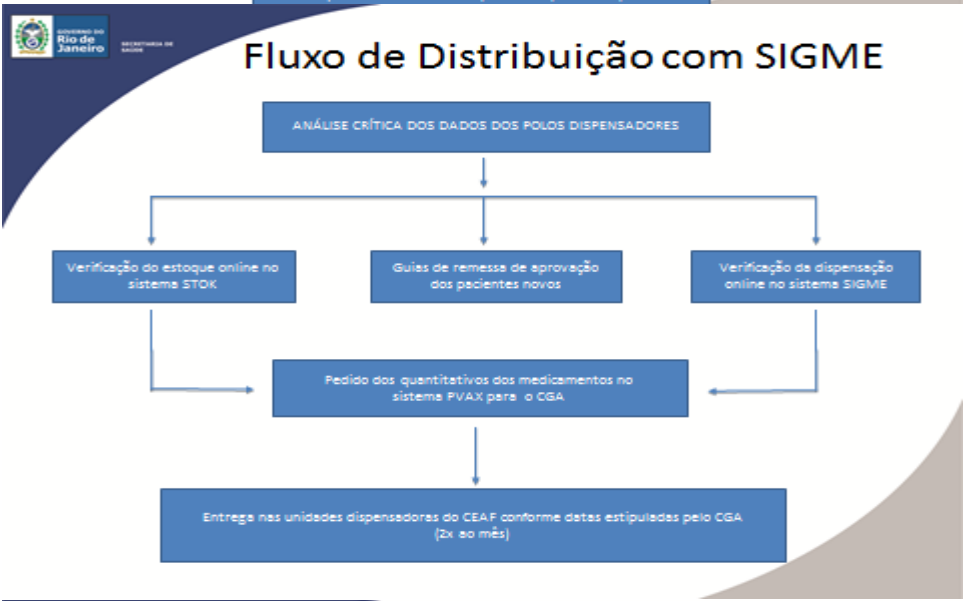 GOVERNO DO
Rio de
Janeiro
SECRETARIA DE
SAÚDE
Fluxo de Distribuição com SIGME
ANÁLISE CRÍTICA DOS DADOS DOS POLOS DISPENSADORES
Verificação do estoque online no
sistema STOK
Guias de remessa de aprovação
dos pacientes novos
Verificação da dispensação
online no sistema SIGME
Pedido dos quantitativos dos medicamentos no
sistema PVAX para o CGA
Entrega nas unidades dispensadoras do CEAF conforme datas estipuladas pelo CGA
(2x ao mês)